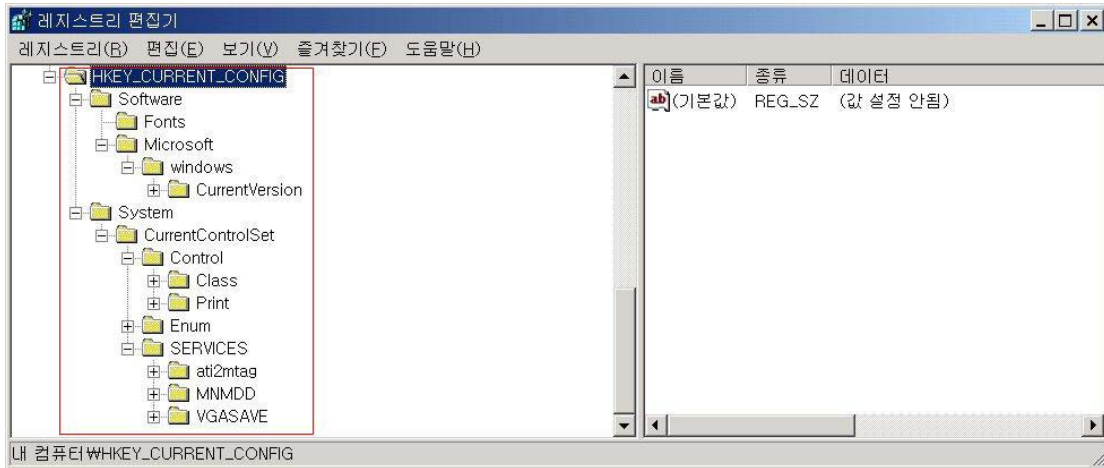 레지스트리 편집기
레지스트리(R) 편집(E) 보기(V) 즐겨찾기(F) 도움말(H)
HKEY_CURRENT_CONFIG
Software
Fonts
Microsoft
windows
CurrentVersion
System
CurrentControlSet
Control
Class
Print
Enum
SERVICES
ati2mtag
MNMDD
VGASAVE
이름 종류 데이터
ab (기본값) REG_SZ (값 설정 안됨)
내 컴퓨터₩HKEY_CURRENT_CONFIG